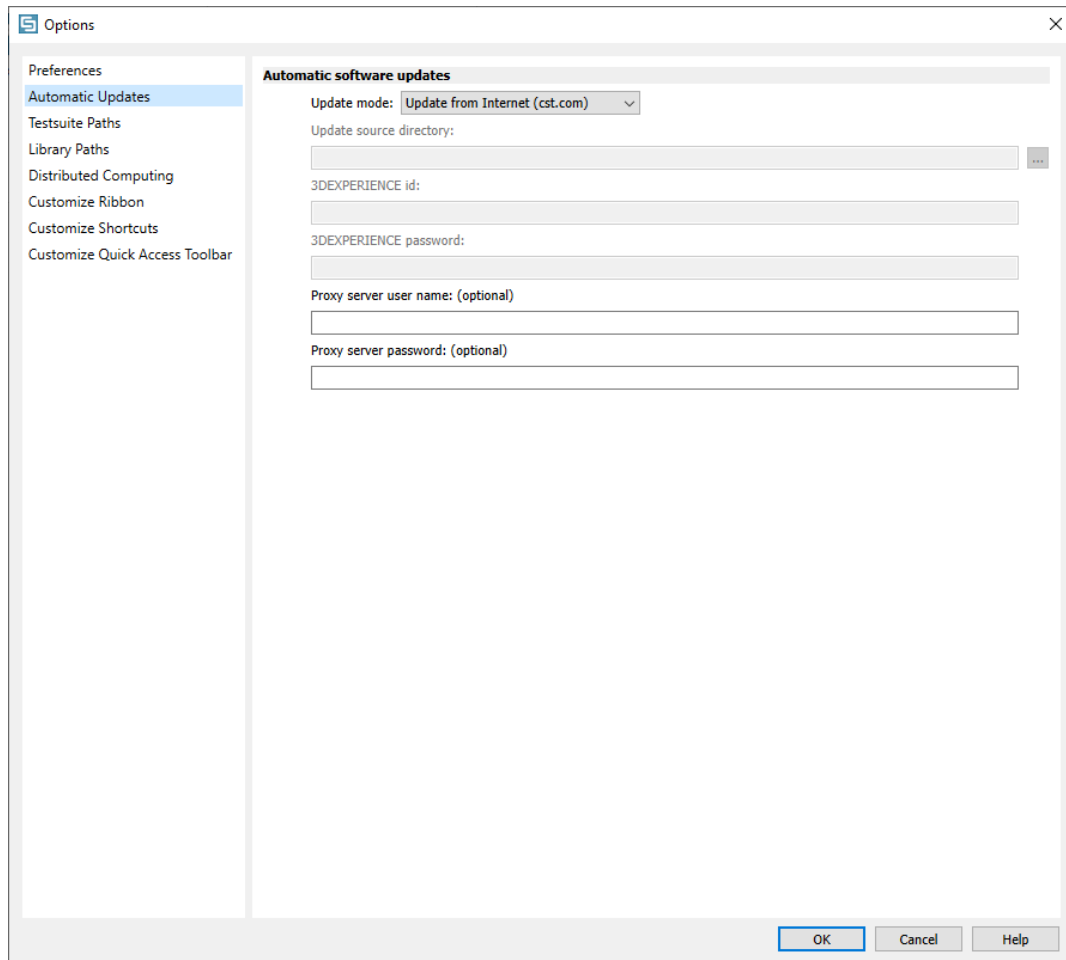 Options
Preferences
Automatic Updates
Testsuite Paths
Library Paths
Distributed Computing
Customize Ribbon
Customize Shortcuts
Customize Quick Access Toolbar
Automatic software updates
Update mode: Update from Internet (cst.com)
Update source directory:
...
3DEXPERIENCE id:
3DEXPERIENCE password:
Proxy server user name: (optional)
Proxy server password: (optional)
OK Cancel Help